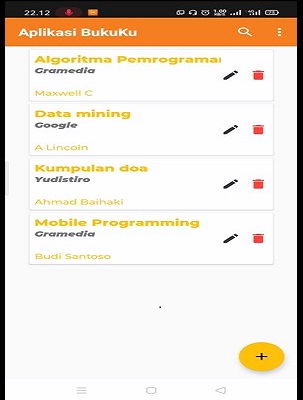 22.12
Aplikasi BukuKu
Algoritma Pemrograman
Gramedia
Maxwell C
Data mining
Google
A Lincoln
Kumpulan doa
Yudistiro
Ahmad Baihaki
Mobile Programming
Gramedia
Budi Santoso
+